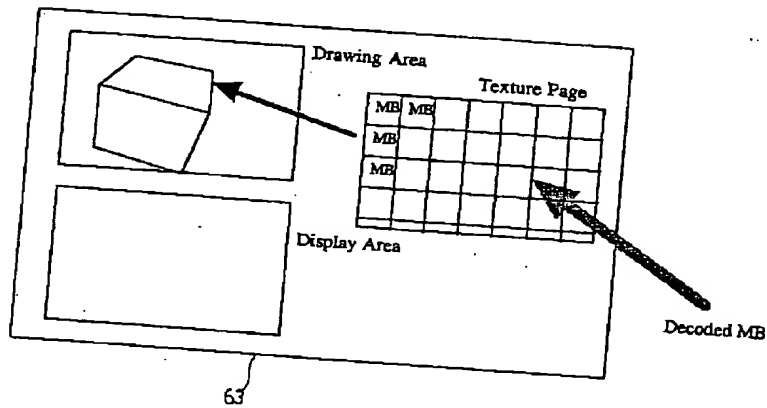 Drawing Area
Texture Page
MB MB
MB
MB
Display Area
Decoded MB
63